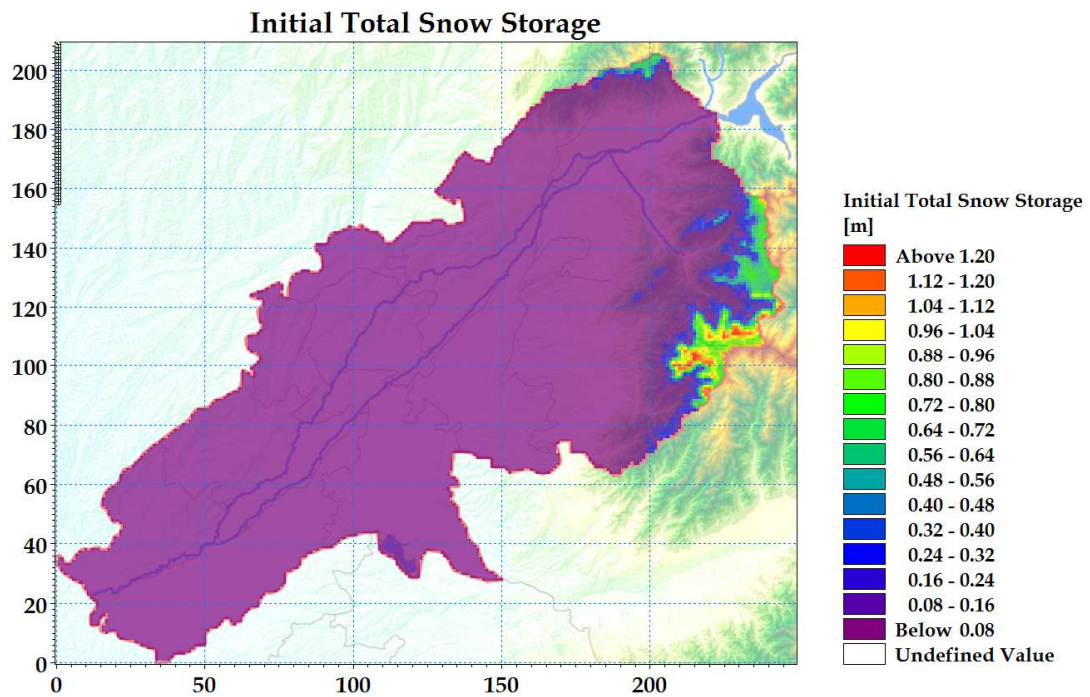 Initial Total Snow Storage
200
180
160
140
120
100
80
60
40
20
0
0 50 100 150 200
Initial Total Snow Storage
[m]
Above 1.20
1.12 - 1.20
1.04 - 1.12
0.96 - 1.04
0.88 - 0.96
0.80 - 0.88
0.72 - 0.80
0.64 - 0.72
0.56 - 0.64
0.48 - 0.56
0.40 - 0.48
0.32 - 0.40
0.24 - 0.32
0.16 - 0.24
0.08 - 0.16
Below 0.08
Undefined Value